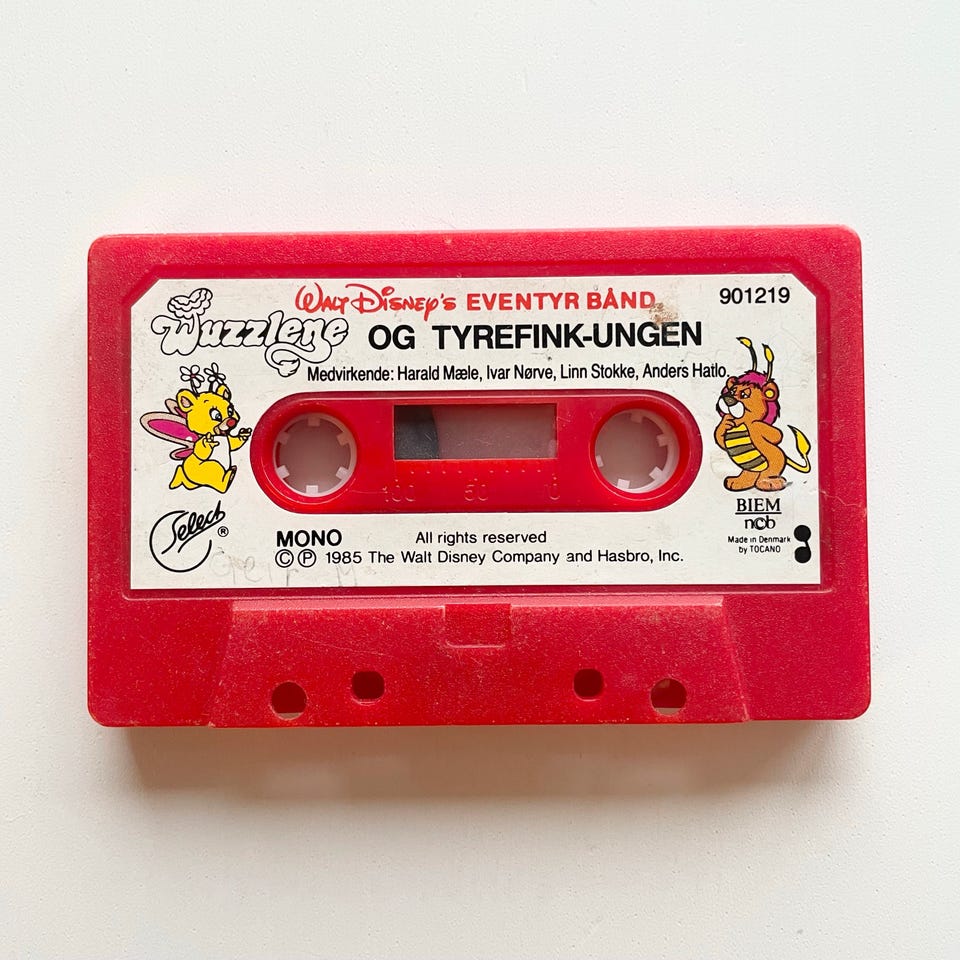 Walt Disney's EVENTYR BÅND
901219
Wuzzlene OG TYREFINK-UNGEN
Medvirkende: Harald Mæle, Ivar Nørve, Linn Stokke, Anders Hatlo.
100 50 0
Select ®
BIEM
ncb
Made in Denmark
by TOCANO
MONO All rights reserved
© ℗ 1985 The Walt Disney Company and Hasbro, Inc.